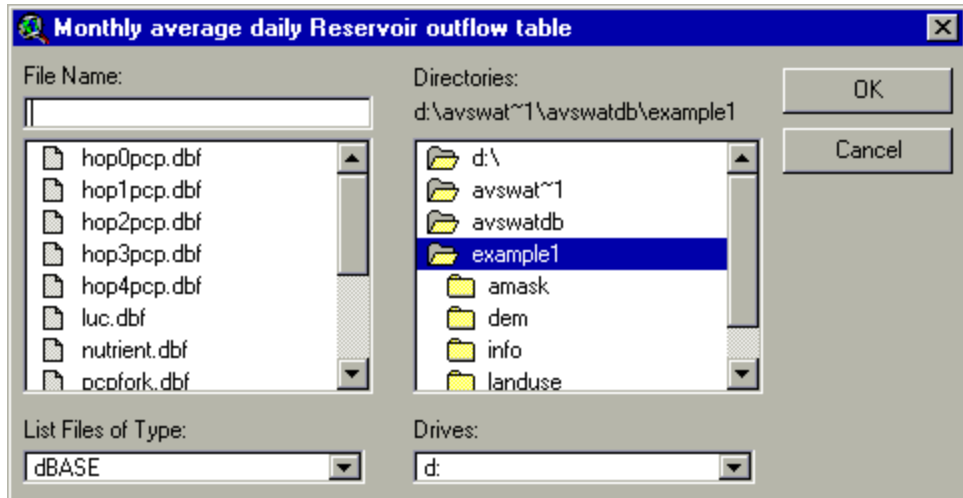 Monthly average daily Reservoir outflow table
File Name:
hop0pcp.dbf
hop1pcp.dbf
hop2pcp.dbf
hop3pcp.dbf
hop4pcp.dbf
luc.dbf
nutrient.dbf
pcpfork.dbf
List Files of Type:
dBASE
Directories:
d:\avswat~1\avswatdb\example1
d:\
avswat~1
avswatdb
example1
amask
dem
info
landuse
Drives:
d:
OK
Cancel